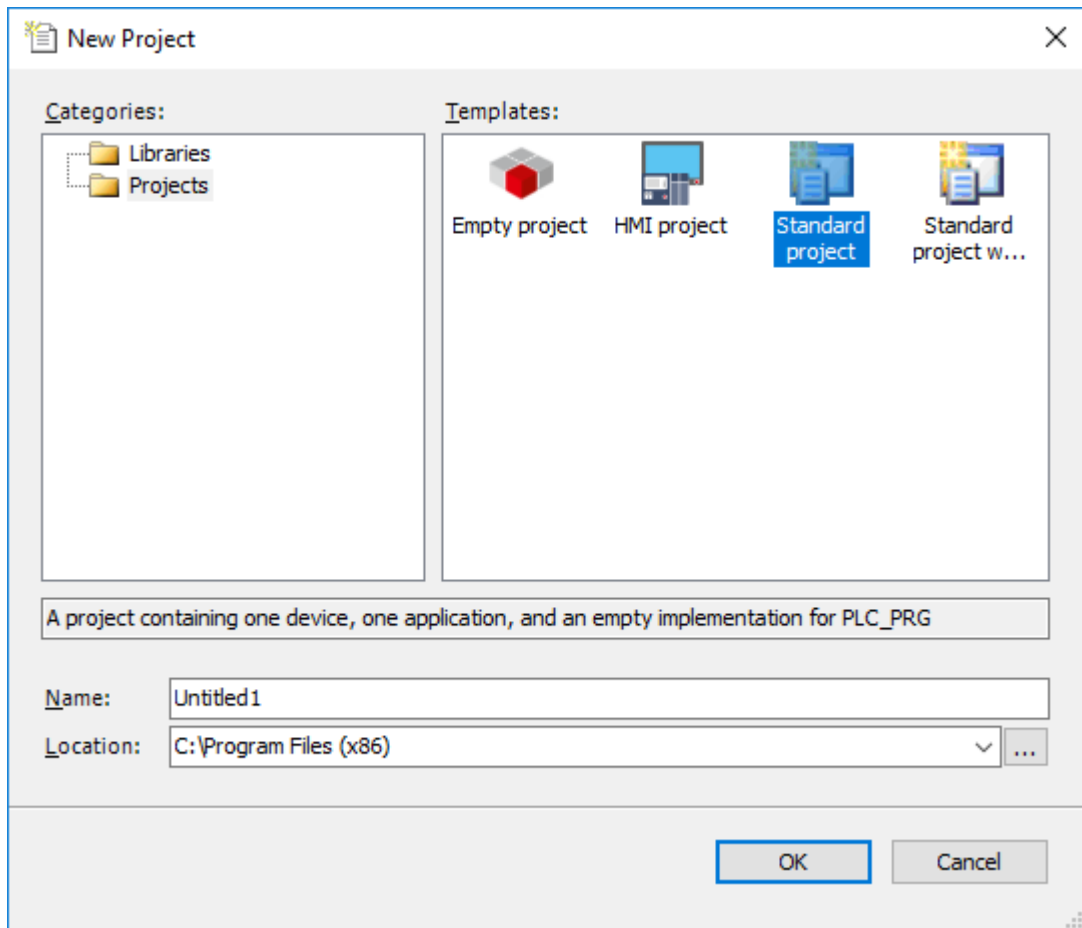 New Project
Categories:
Templates:
Libraries
Projects
Empty project
HMI project
Standard
project
Standard
project w...
A project containing one device, one application, and an empty implementation for PLC_PRG
Name:
Untitled1
Location:
C:\Program Files (x86)
...
OK
Cancel